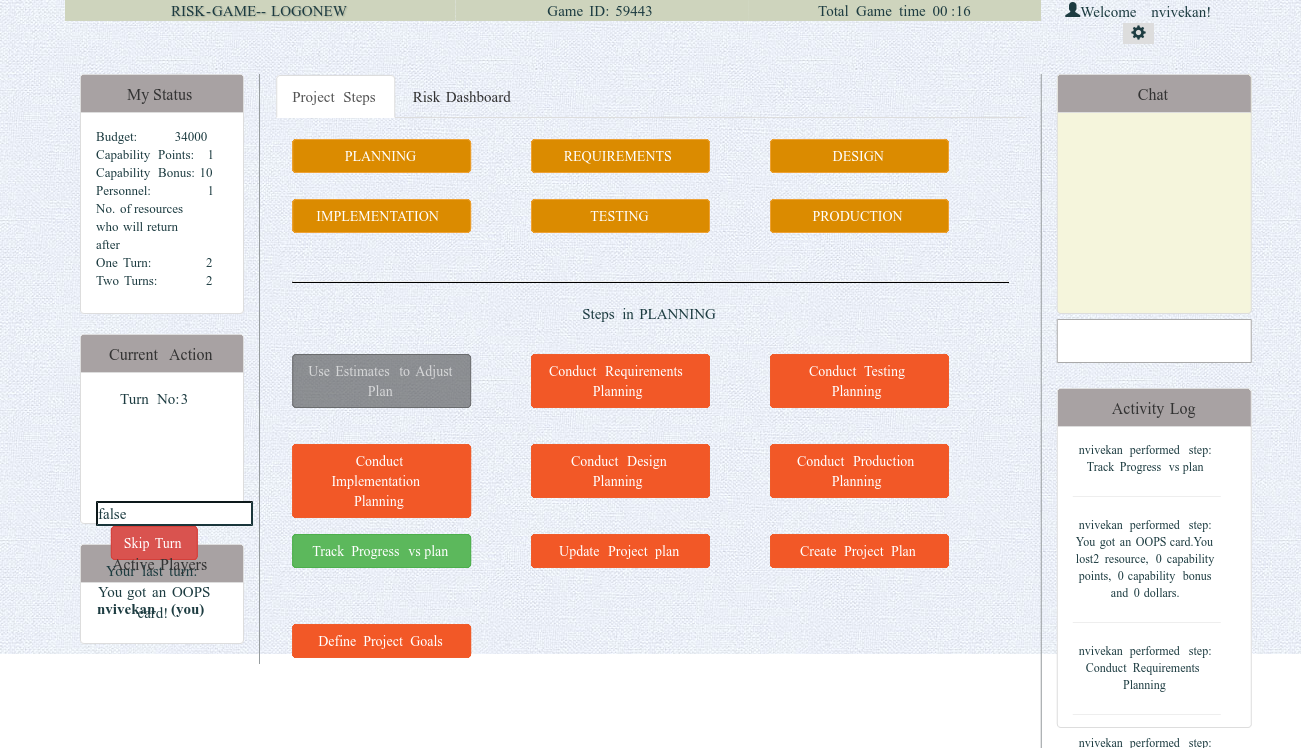 RISK-GAME-- LOGONEW
Game ID: 59443
Total Game time 00 :16
Welcome nvivekan!
My Status
Budget: 34000
Capability Points: 1
Capability Bonus: 10
Personnel: 1
No. of resources
who will return
after
One Turn: 2
Two Turns: 2
Current Action
Turn No:3
false
Skip Turn
Your last turn:
You got an OOPS
card!
Active Players
nvivekan (you)
Project Steps
Risk Dashboard
PLANNING
REQUIREMENTS
DESIGN
IMPLEMENTATION
TESTING
PRODUCTION
Steps in PLANNING
Use Estimates to Adjust
Plan
Conduct Requirements
Planning
Conduct Testing
Planning
Conduct
Implementation
Planning
Conduct Design
Planning
Conduct Production
Planning
Track Progress vs plan
Update Project plan
Create Project Plan
Define Project Goals
Chat
Activity Log
nvivekan performed step:
Track Progress vs plan
nvivekan performed step:
You got an OOPS card.You
lost2 resource, 0 capability
points, 0 capability bonus
and 0 dollars.
nvivekan performed step:
Conduct Requirements
Planning
nvivekan performed step: